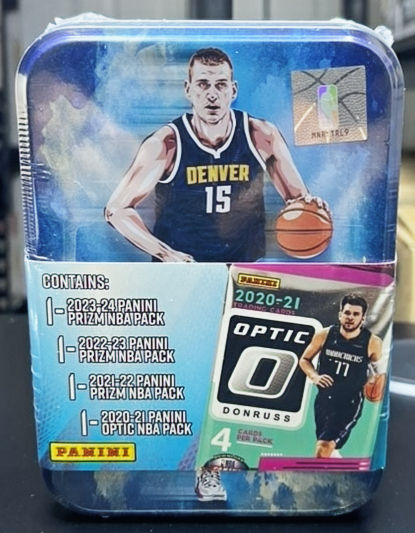 MNRXTRL9
DENVER
15
CONTAINS:
1 - 2023-24 PANINI
PRIZM NBA PACK
1 - 2022-23 PANINI
PRIZM NBA PACK
1 - 2021-22 PANINI
PRIZM NBA PACK
1 - 2020-21 PANINI
OPTIC NBA PACK
PANINI
PANINI
2020-21
TRADING CARDS
OPTIC
DONRUSS
4 CARDS
PER PACK
MAVERICKS
77